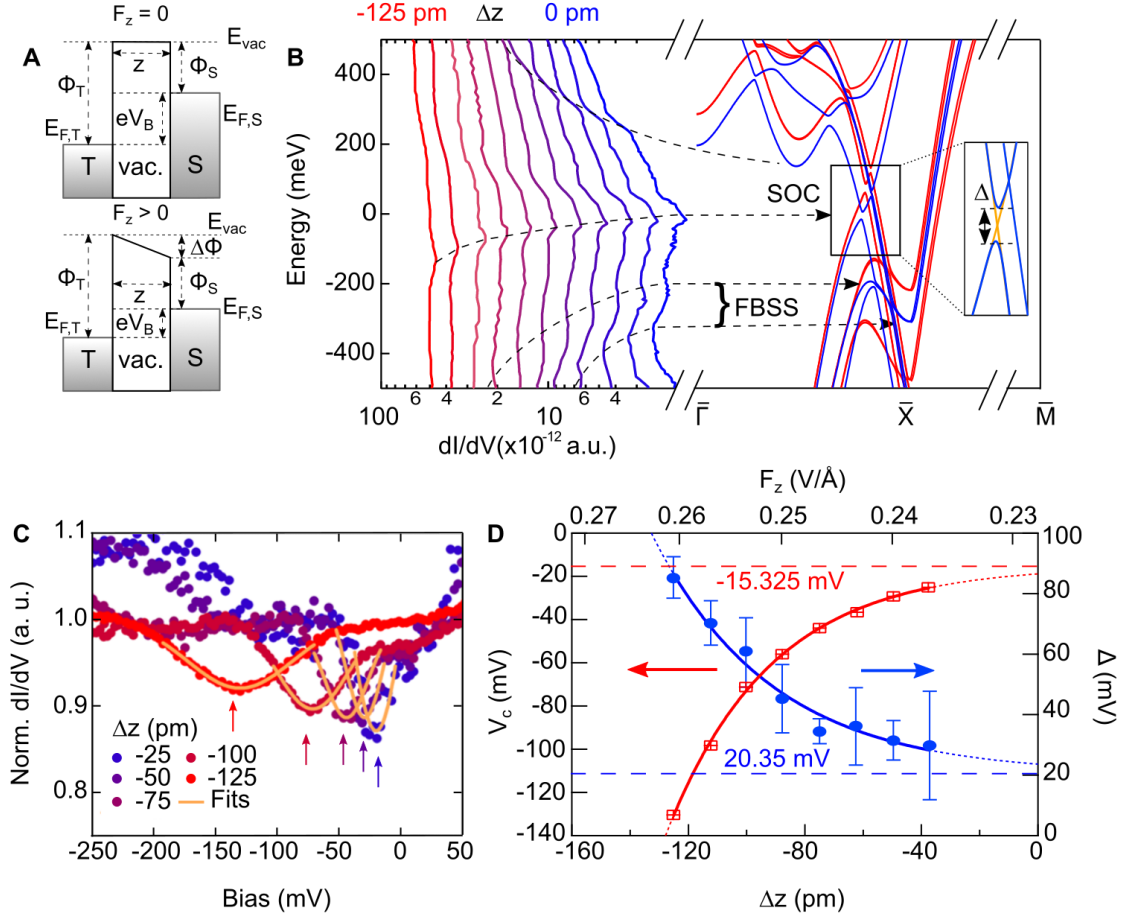 -125 pm Δz 0 pm
A
F_z = 0
E_vac
z
Φ_T
Φ_S
eV_B
E_F,T
E_F,S
T
vac.
S
F_z > 0
E_vac
ΔΦ
Φ_T
z
Φ_S
E_F,T
eV_B
E_F,S
T
vac.
S
B
Energy (meV)
400
200
0
-200
-400
SOC
FBSS
Δ
100 6 4 2 10 6 4
dI/dV(x10⁻¹² a.u.)
Γ̅ X̅ M̅
C
Norm. dI/dV (a. u.)
1.1
1.0
0.9
0.8
Δz (pm)
-25 -100
-50 -125
-75 Fits
-250 -200 -150 -100 -50 0 50
Bias (mV)
F_z (V/Å)
0.27 0.26 0.25 0.24 0.23
D
V_c (mV)
0
-20
-40
-60
-80
-100
-120
-140
-15.325 mV
20.35 mV
100
80
60
40
20
0
Δ (mV)
-160 -120 -80 -40 0
Δz (pm)